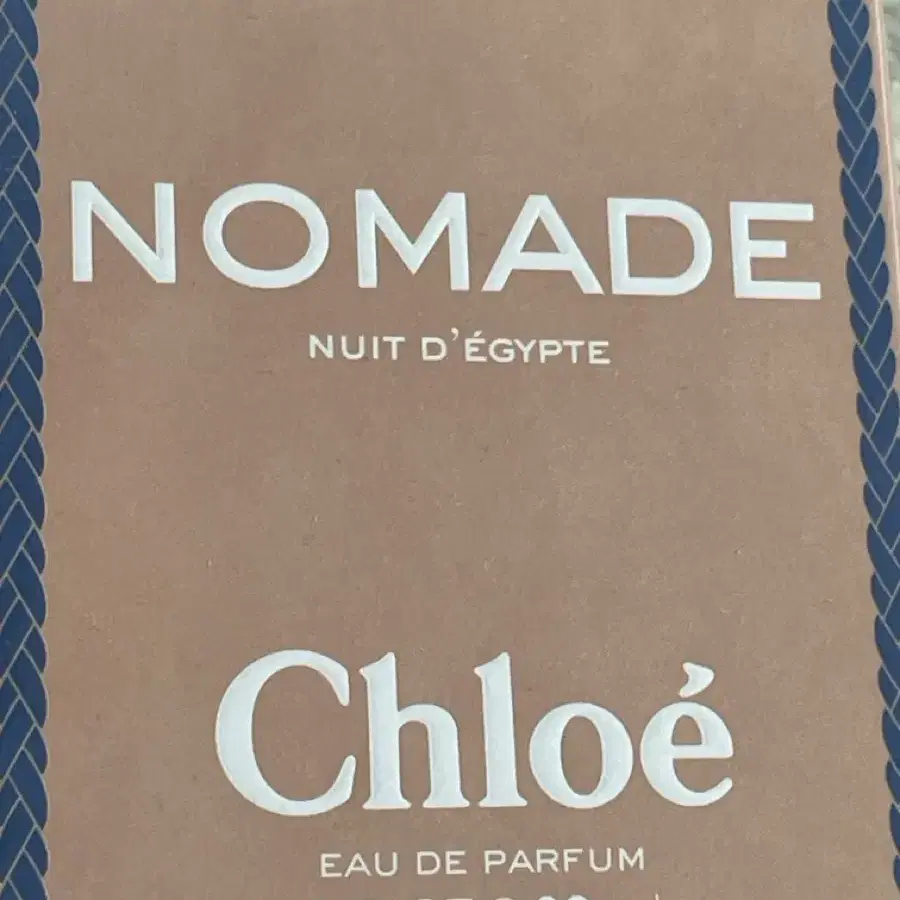 NOMADE
NUIT D'ÉGYPTE
Chloé
EAU DE PARFUM